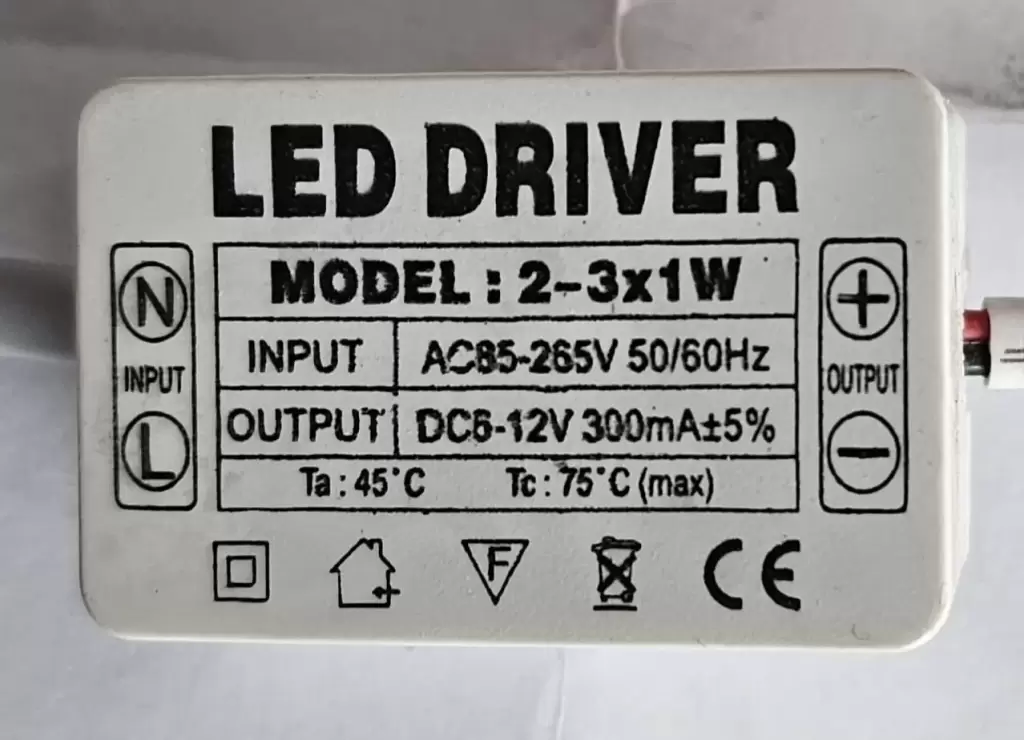 LED DRIVER
MODEL : 2-3x1W
N
INPUT
L
INPUT AC85-265V 50/60Hz
OUTPUT DC6-12V 300mA±5%
Ta : 45°C Tc : 75°C (max)
+
OUTPUT
−
F
CE